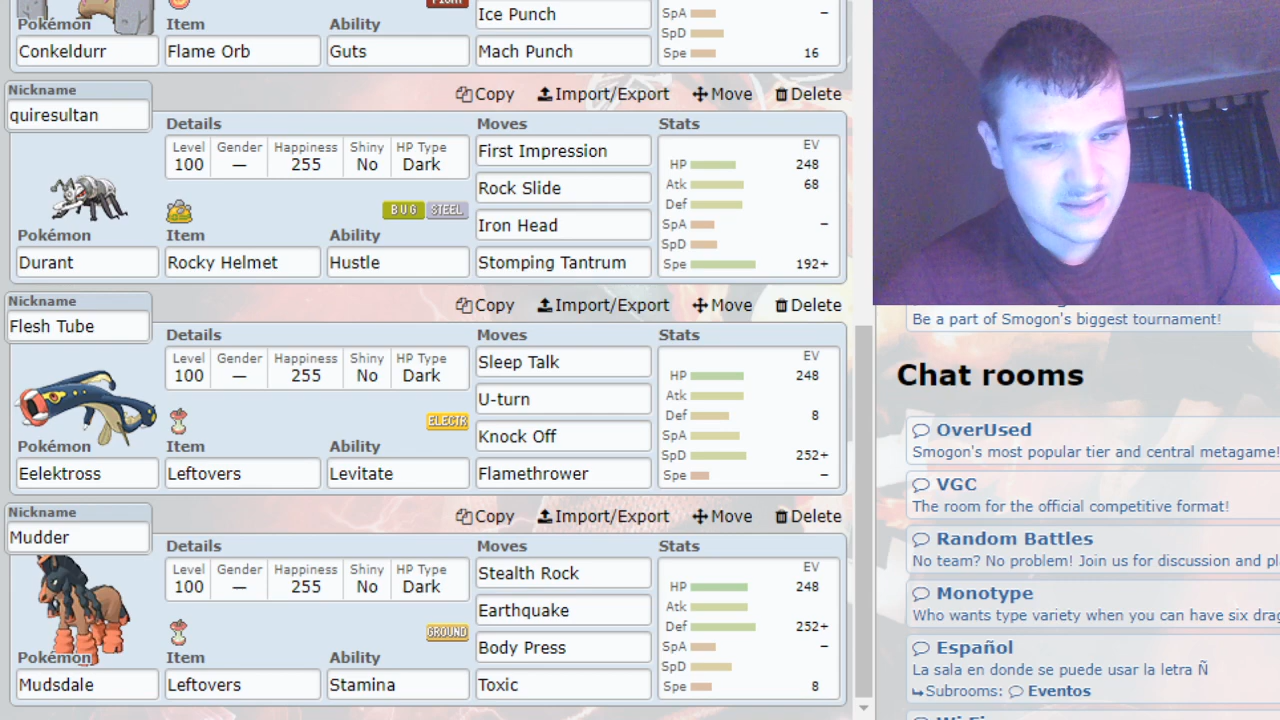 Pokémon
Item
Ability
Conkeldurr
Flame Orb
Guts
Ice Punch
Mach Punch
SpA –
SpD
Spe 16
Nickname
quiresultan
Copy Import/Export Move Delete
Details
Level Gender Happiness Shiny HP Type
100 — 255 No Dark
BUG STEEL
Pokémon Item Ability
Durant Rocky Helmet Hustle
Moves
First Impression
Rock Slide
Iron Head
Stomping Tantrum
Stats
EV
HP 248
Atk 68
Def
SpA –
SpD
Spe 192+
Nickname
Flesh Tube
Copy Import/Export Move Delete
Details
Level Gender Happiness Shiny HP Type
100 — 255 No Dark
ELECTR
Pokémon Item Ability
Eelektross Leftovers Levitate
Moves
Sleep Talk
U-turn
Knock Off
Flamethrower
Stats
EV
HP 248
Atk
Def 8
SpA
SpD 252+
Spe –
Nickname
Mudder
Copy Import/Export Move Delete
Details
Level Gender Happiness Shiny HP Type
100 — 255 No Dark
GROUND
Pokémon Item Ability
Mudsdale Leftovers Stamina
Moves
Stealth Rock
Earthquake
Body Press
Toxic
Stats
EV
HP 248
Atk
Def 252+
SpA –
SpD
Spe 8
Be a part of Smogon's biggest tournament!
Chat rooms
OverUsed
Smogon's most popular tier and central metagame!
VGC
The room for the official competitive format!
Random Battles
No team? No problem! Join us for discussion and pl
Monotype
Who wants type variety when you can have six drag
Español
La sala en donde se puede usar la letra Ñ
↳Subrooms: Eventos